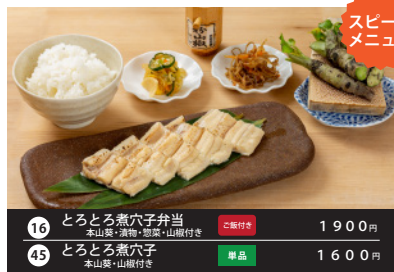 スピー
メニュ
16 とろとろ煮穴子弁当 ご飯付き 1900円
本山葵・漬物・惣菜・山椒付き
45 とろとろ煮穴子 単品 1600円
本山葵・山椒付き